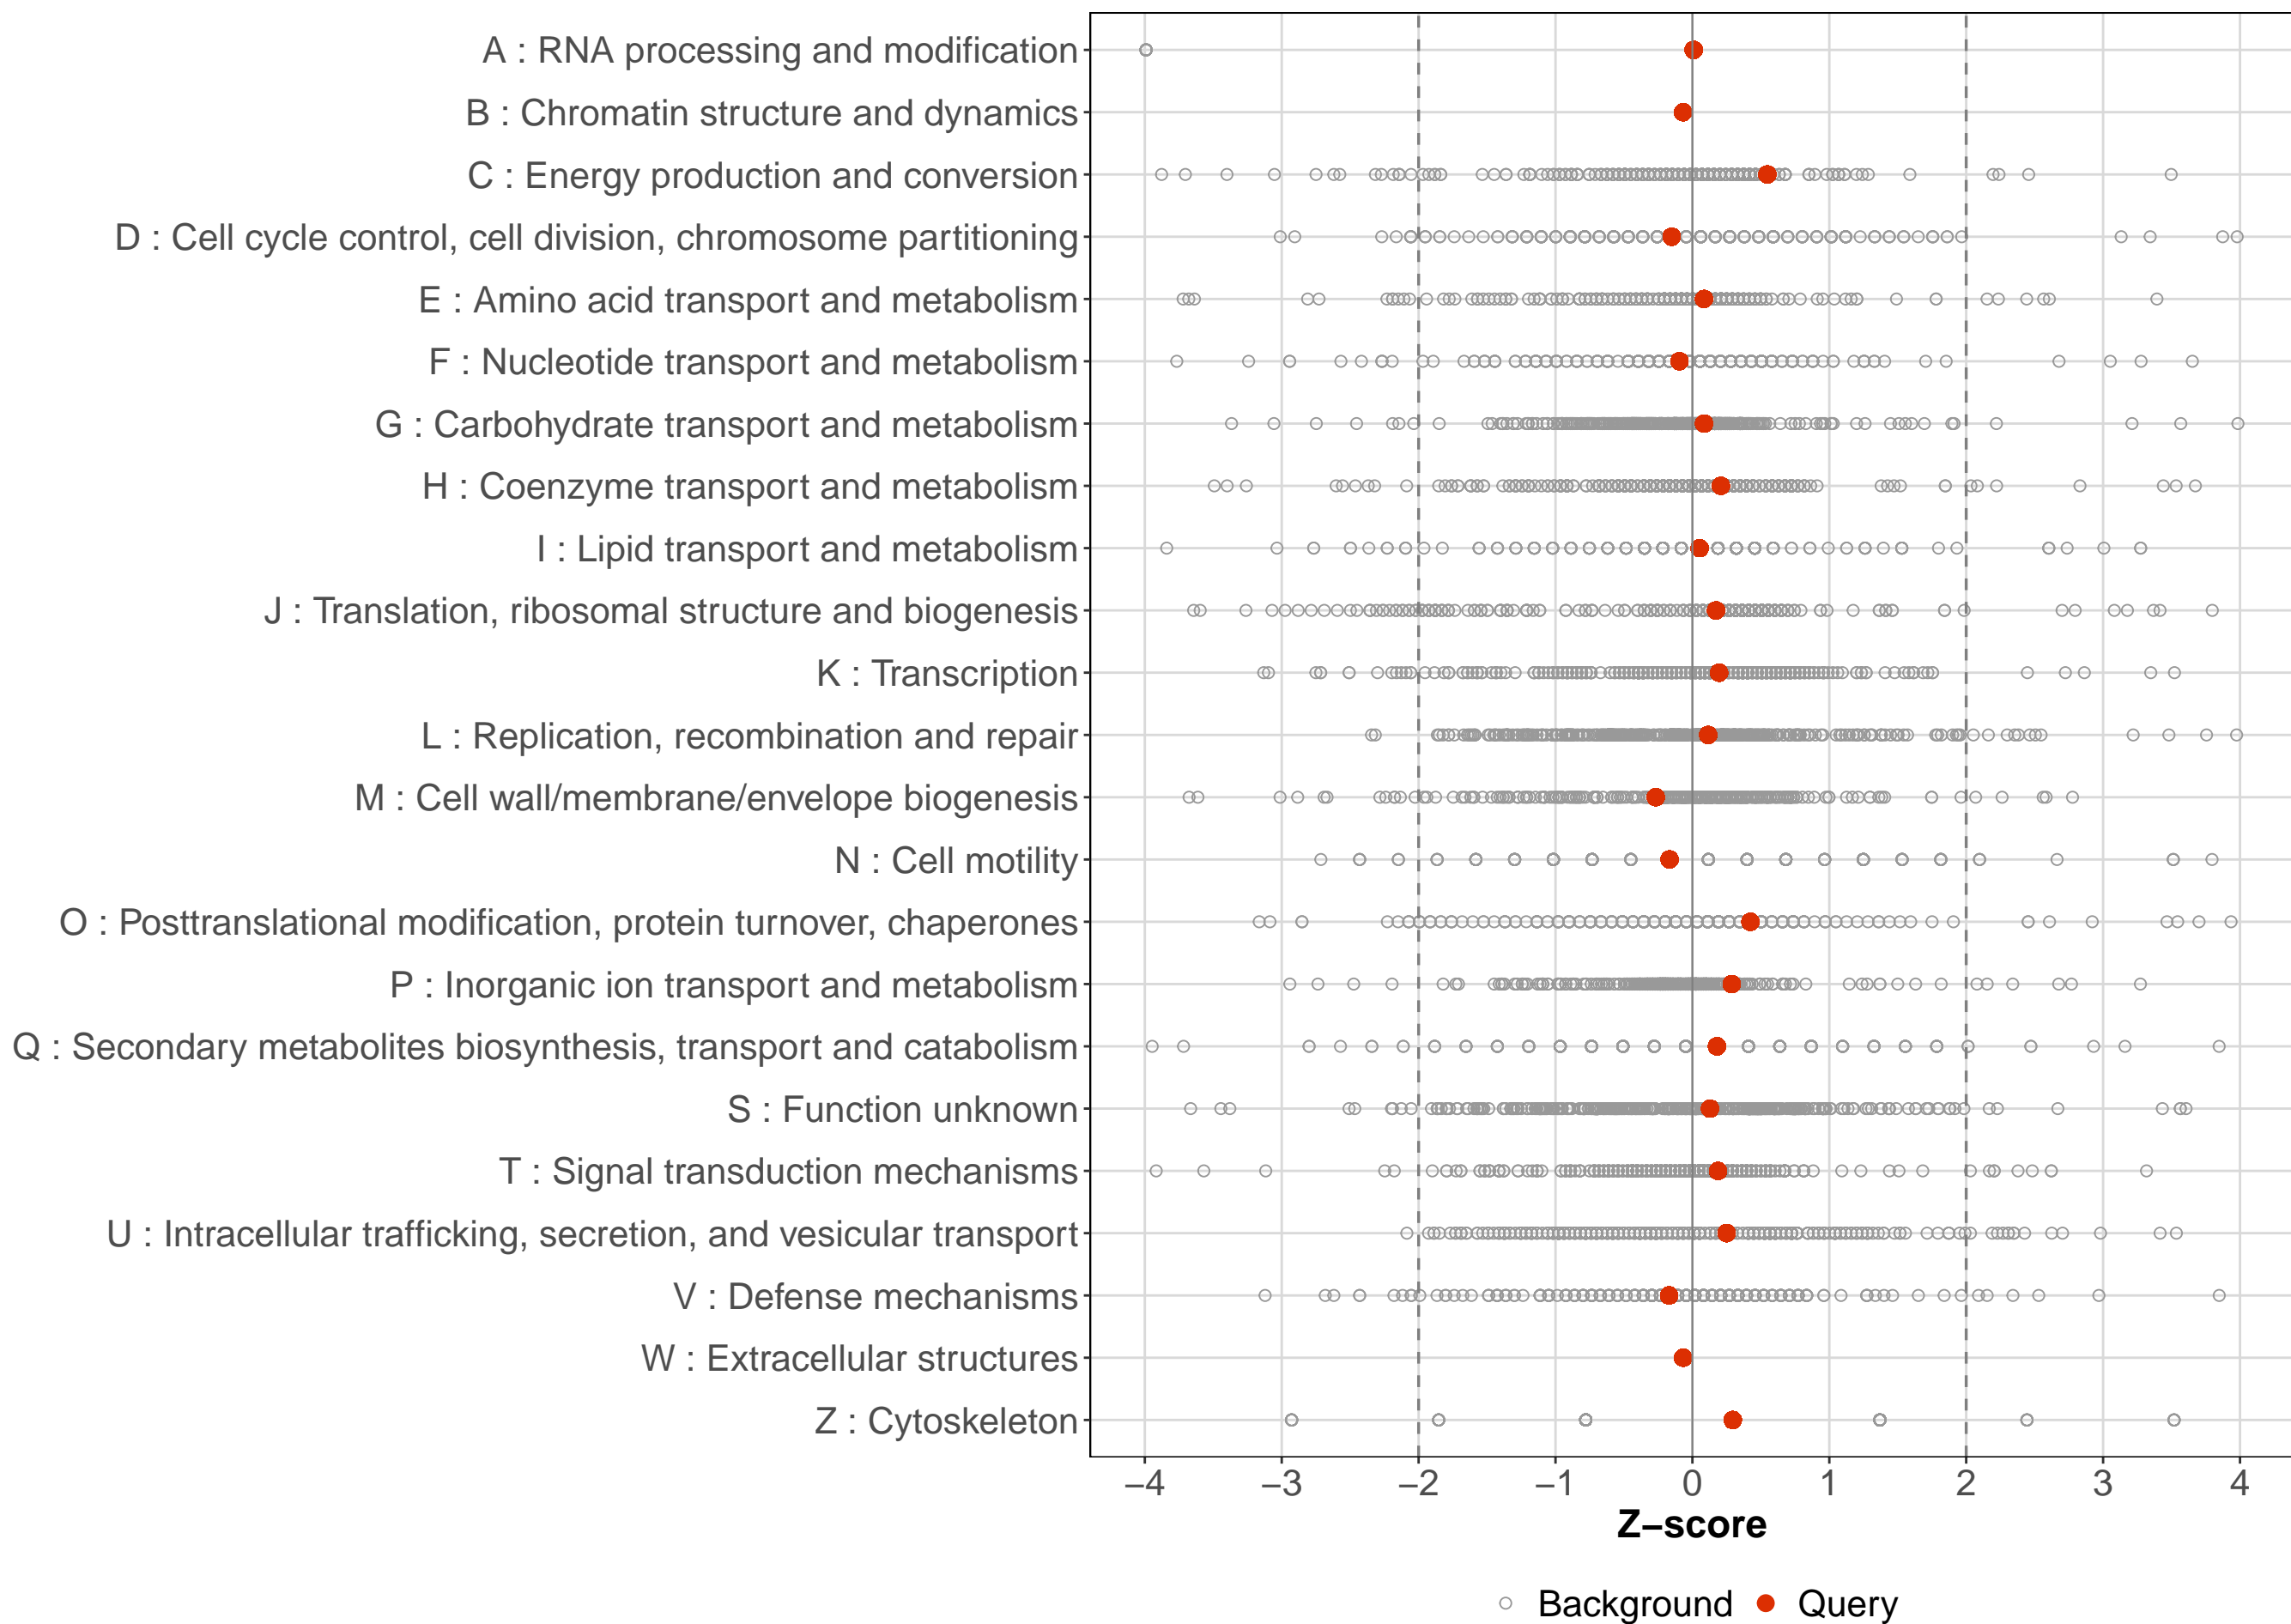 A : RNA processing and modification
B : Chromatin structure and dynamics
C : Energy production and conversion
D : Cell cycle control, cell division, chromosome partitioning
E : Amino acid transport and metabolism
F : Nucleotide transport and metabolism
G : Carbohydrate transport and metabolism
H : Coenzyme transport and metabolism
I : Lipid transport and metabolism
J : Translation, ribosomal structure and biogenesis
K : Transcription
L : Replication, recombination and repair
M : Cell wall/membrane/envelope biogenesis
N : Cell motility
O : Posttranslational modification, protein turnover, chaperones
P : Inorganic ion transport and metabolism
Q : Secondary metabolites biosynthesis, transport and catabolism
S : Function unknown
T : Signal transduction mechanisms
U : Intracellular trafficking, secretion, and vesicular transport
V : Defense mechanisms
W : Extracellular structures
Z : Cytoskeleton
−4 −3 −2 −1 0 1 2 3 4
Z−score
Background Query